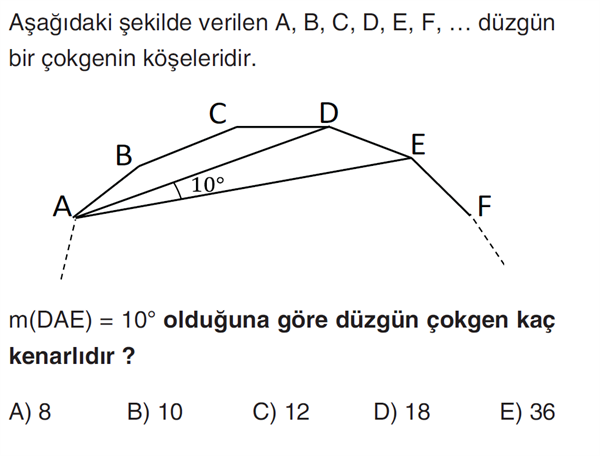 Aşağıdaki şekilde verilen A, B, C, D, E, F, … düzgün
bir çokgenin köşeleridir.
C
D
B
E
A
10°
F
m(DAE) = 10° olduğuna göre düzgün çokgen kaç
kenarlıdır ?
A) 8 B) 10 C) 12 D) 18 E) 36